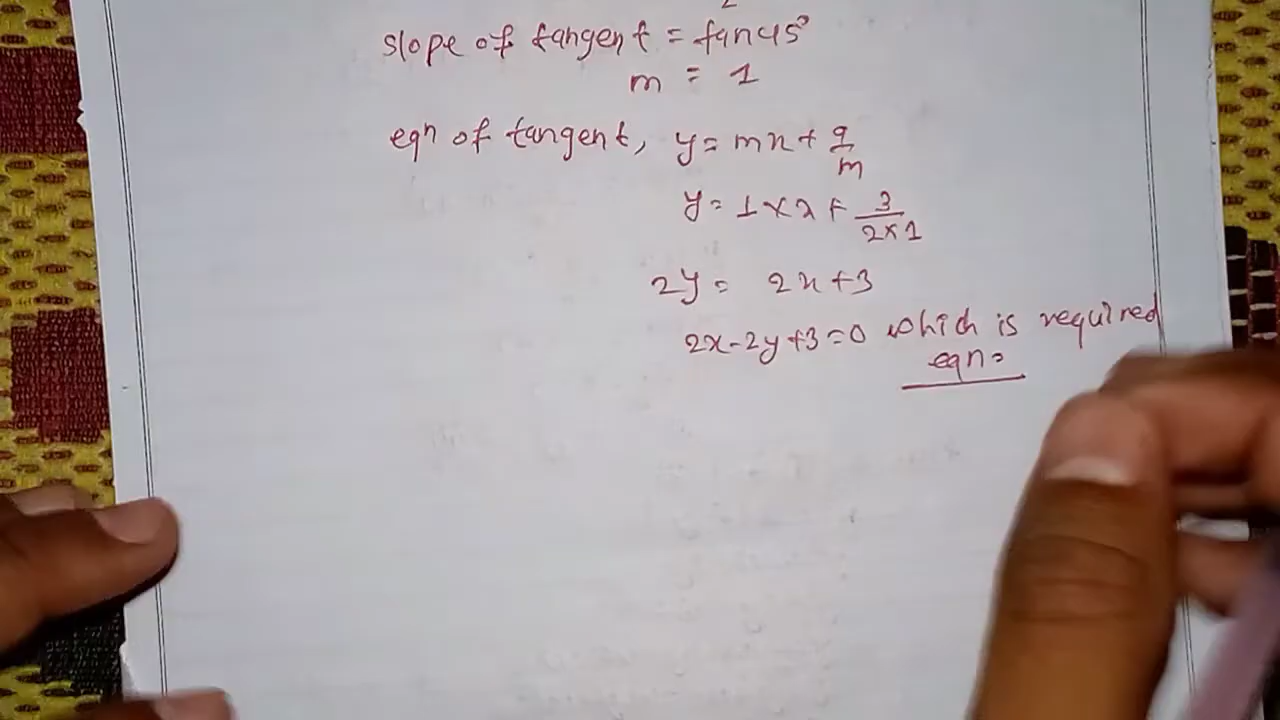 2
slope of tangent = tan45°
m = 1
eqn of tangent, y = mx + a/m
y = 1×x + 3/2×1
2y = 2x+3
2x-2y+3=0 which is required
eqn=